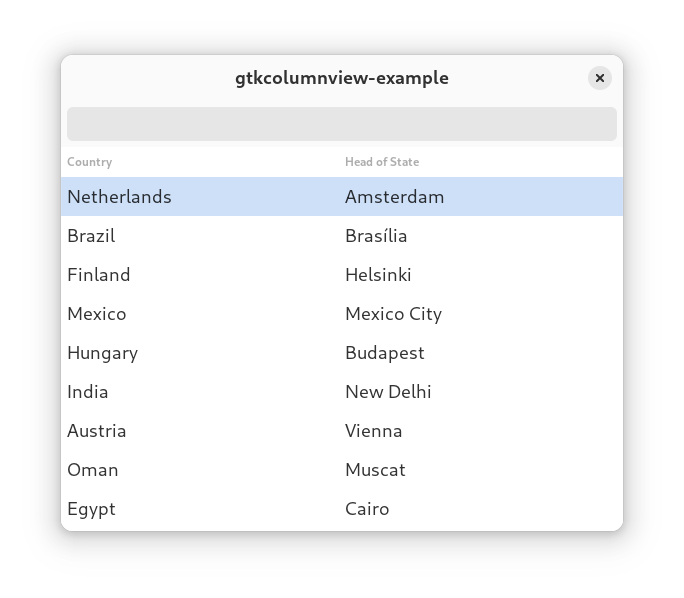 gtkcolumnview-example
Country Head of State
Netherlands Amsterdam
Brazil Brasília
Finland Helsinki
Mexico Mexico City
Hungary Budapest
India New Delhi
Austria Vienna
Oman Muscat
Egypt Cairo